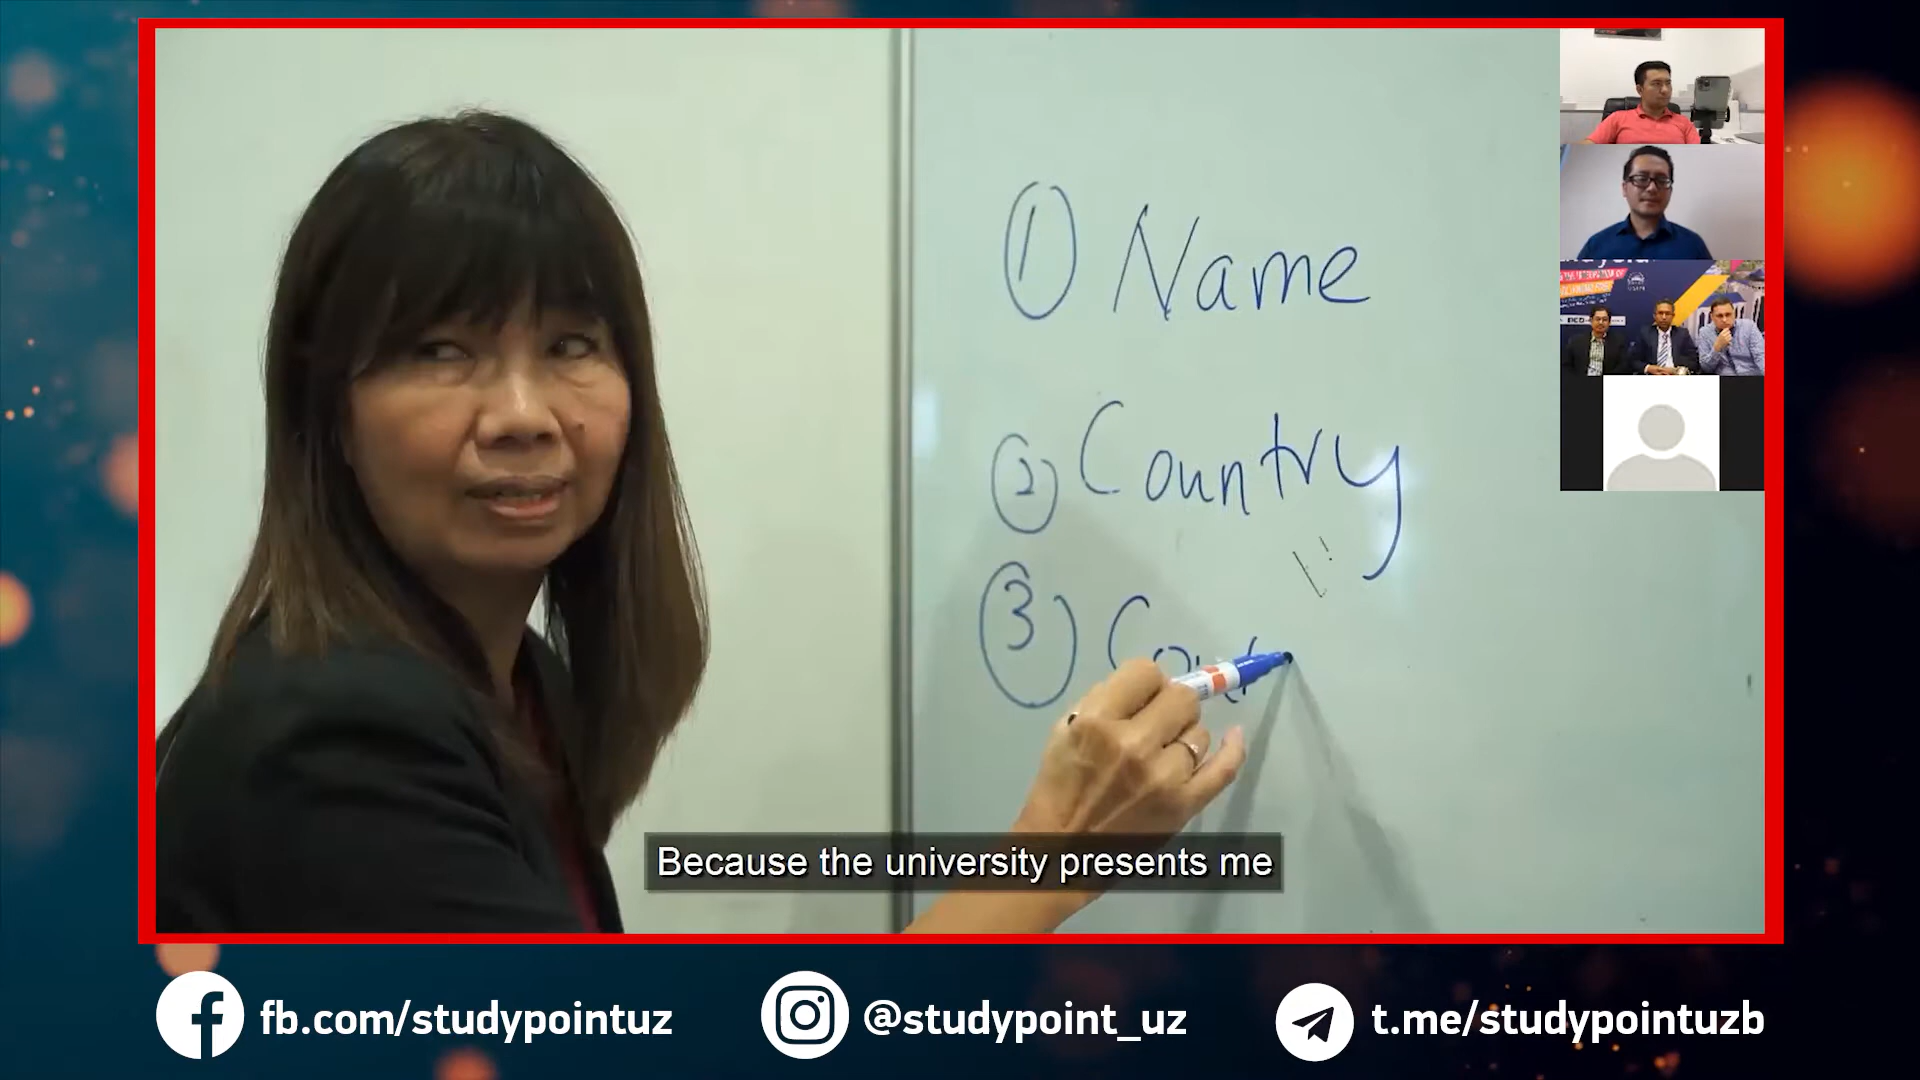 ① Name
② Country
③
Because the university presents me
fb.com/studypointuz
@studypoint_uz
t.me/studypointuzb